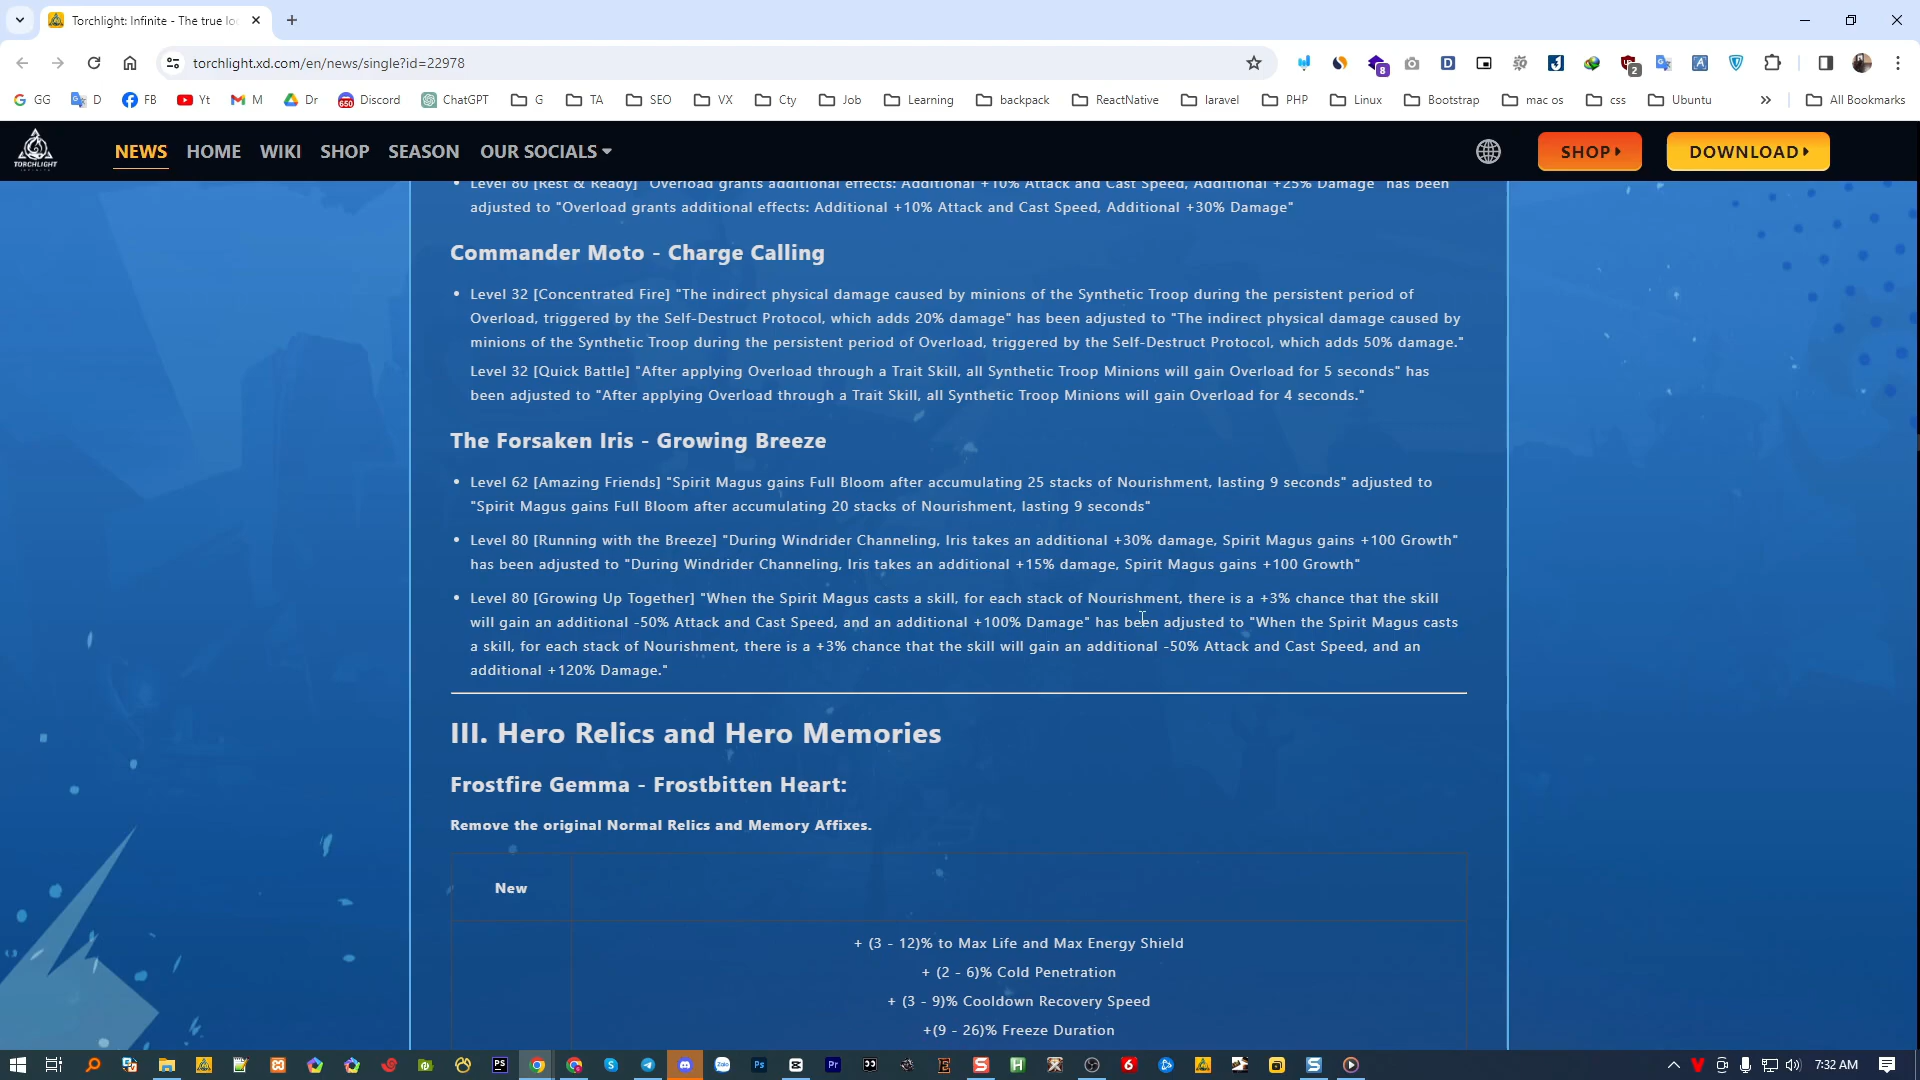 Torchlight: Infinite - The true lo
torchlight.xd.com/en/news/single?id=22978
8
2
GG
D
FB
Yt
M
Dr
Discord
ChatGPT
G
TA
SEO
VX
Cty
Job
Learning
backpack
ReactNative
laravel
PHP
Linux
Bootstrap
mac os
css
Ubuntu
All Bookmarks
TORCHLIGHT
NEWS
HOME
WIKI
SHOP
SEASON
OUR SOCIALS
SHOP
DOWNLOAD
Level 80 [Rest & Ready] "Overload grants additional effects: Additional +10% Attack and Cast Speed, Additional +25% Damage" has been
adjusted to "Overload grants additional effects: Additional +10% Attack and Cast Speed, Additional +30% Damage"
Commander Moto - Charge Calling
• Level 32 [Concentrated Fire] "The indirect physical damage caused by minions of the Synthetic Troop during the persistent period of
Overload, triggered by the Self-Destruct Protocol, which adds 20% damage" has been adjusted to "The indirect physical damage caused by
minions of the Synthetic Troop during the persistent period of Overload, triggered by the Self-Destruct Protocol, which adds 50% damage."
Level 32 [Quick Battle] "After applying Overload through a Trait Skill, all Synthetic Troop Minions will gain Overload for 5 seconds" has
been adjusted to "After applying Overload through a Trait Skill, all Synthetic Troop Minions will gain Overload for 4 seconds."
The Forsaken Iris - Growing Breeze
• Level 62 [Amazing Friends] "Spirit Magus gains Full Bloom after accumulating 25 stacks of Nourishment, lasting 9 seconds" adjusted to
"Spirit Magus gains Full Bloom after accumulating 20 stacks of Nourishment, lasting 9 seconds"
• Level 80 [Running with the Breeze] "During Windrider Channeling, Iris takes an additional +30% damage, Spirit Magus gains +100 Growth"
has been adjusted to "During Windrider Channeling, Iris takes an additional +15% damage, Spirit Magus gains +100 Growth"
• Level 80 [Growing Up Together] "When the Spirit Magus casts a skill, for each stack of Nourishment, there is a +3% chance that the skill
will gain an additional -50% Attack and Cast Speed, and an additional +100% Damage" has been adjusted to "When the Spirit Magus casts
a skill, for each stack of Nourishment, there is a +3% chance that the skill will gain an additional -50% Attack and Cast Speed, and an
additional +120% Damage."
III. Hero Relics and Hero Memories
Frostfire Gemma - Frostbitten Heart:
Remove the original Normal Relics and Memory Affixes.
New
+ (3 - 12)% to Max Life and Max Energy Shield
+ (2 - 6)% Cold Penetration
+ (3 - 9)% Cooldown Recovery Speed
+(9 - 26)% Freeze Duration
7:32 AM